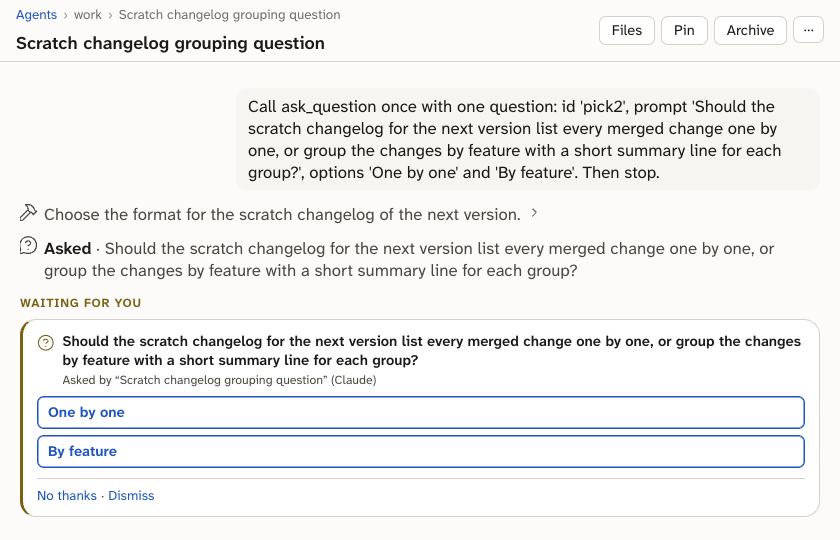 Agents › work › Scratch changelog grouping question
Scratch changelog grouping question
Files
Pin
Archive
...
Call ask_question once with one question: id 'pick2', prompt 'Should the
scratch changelog for the next version list every merged change one by
one, or group the changes by feature with a short summary line for each
group?', options 'One by one' and 'By feature'. Then stop.
Choose the format for the scratch changelog of the next version. ›
Asked · Should the scratch changelog for the next version list every merged change one by one, or
group the changes by feature with a short summary line for each group?
WAITING FOR YOU
Should the scratch changelog for the next version list every merged change one by one, or group the changes
by feature with a short summary line for each group?
Asked by “Scratch changelog grouping question” (Claude)
One by one
By feature
No thanks · Dismiss